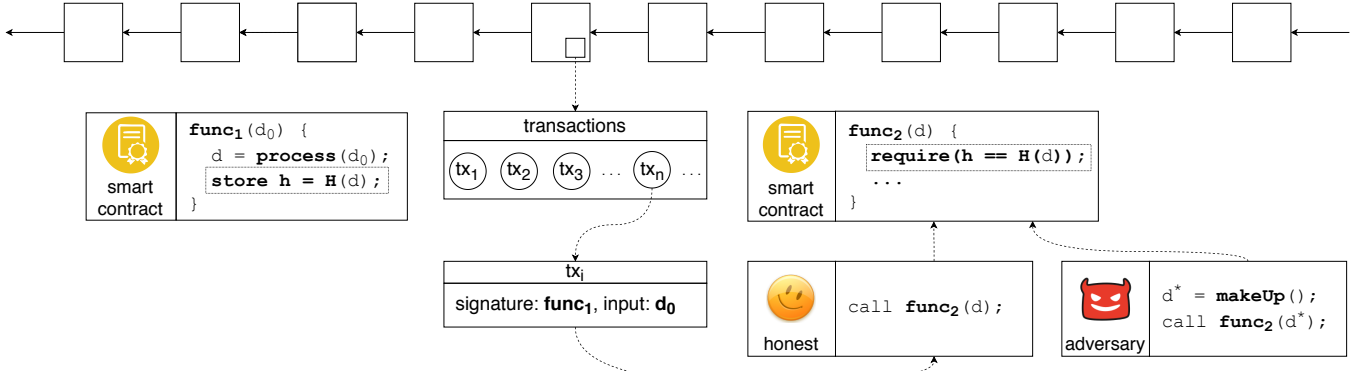 func₁(d₀) {
d = process(d₀);
store h = H(d);
}
smart
contract
transactions
tx₁ tx₂ tx₃ ... txₙ ...
func₂(d) {
require(h == H(d));
...
}
smart
contract
txᵢ
signature: func₁, input: d₀
call func₂(d);
honest
d* = makeUp();
call func₂(d*);
adversary